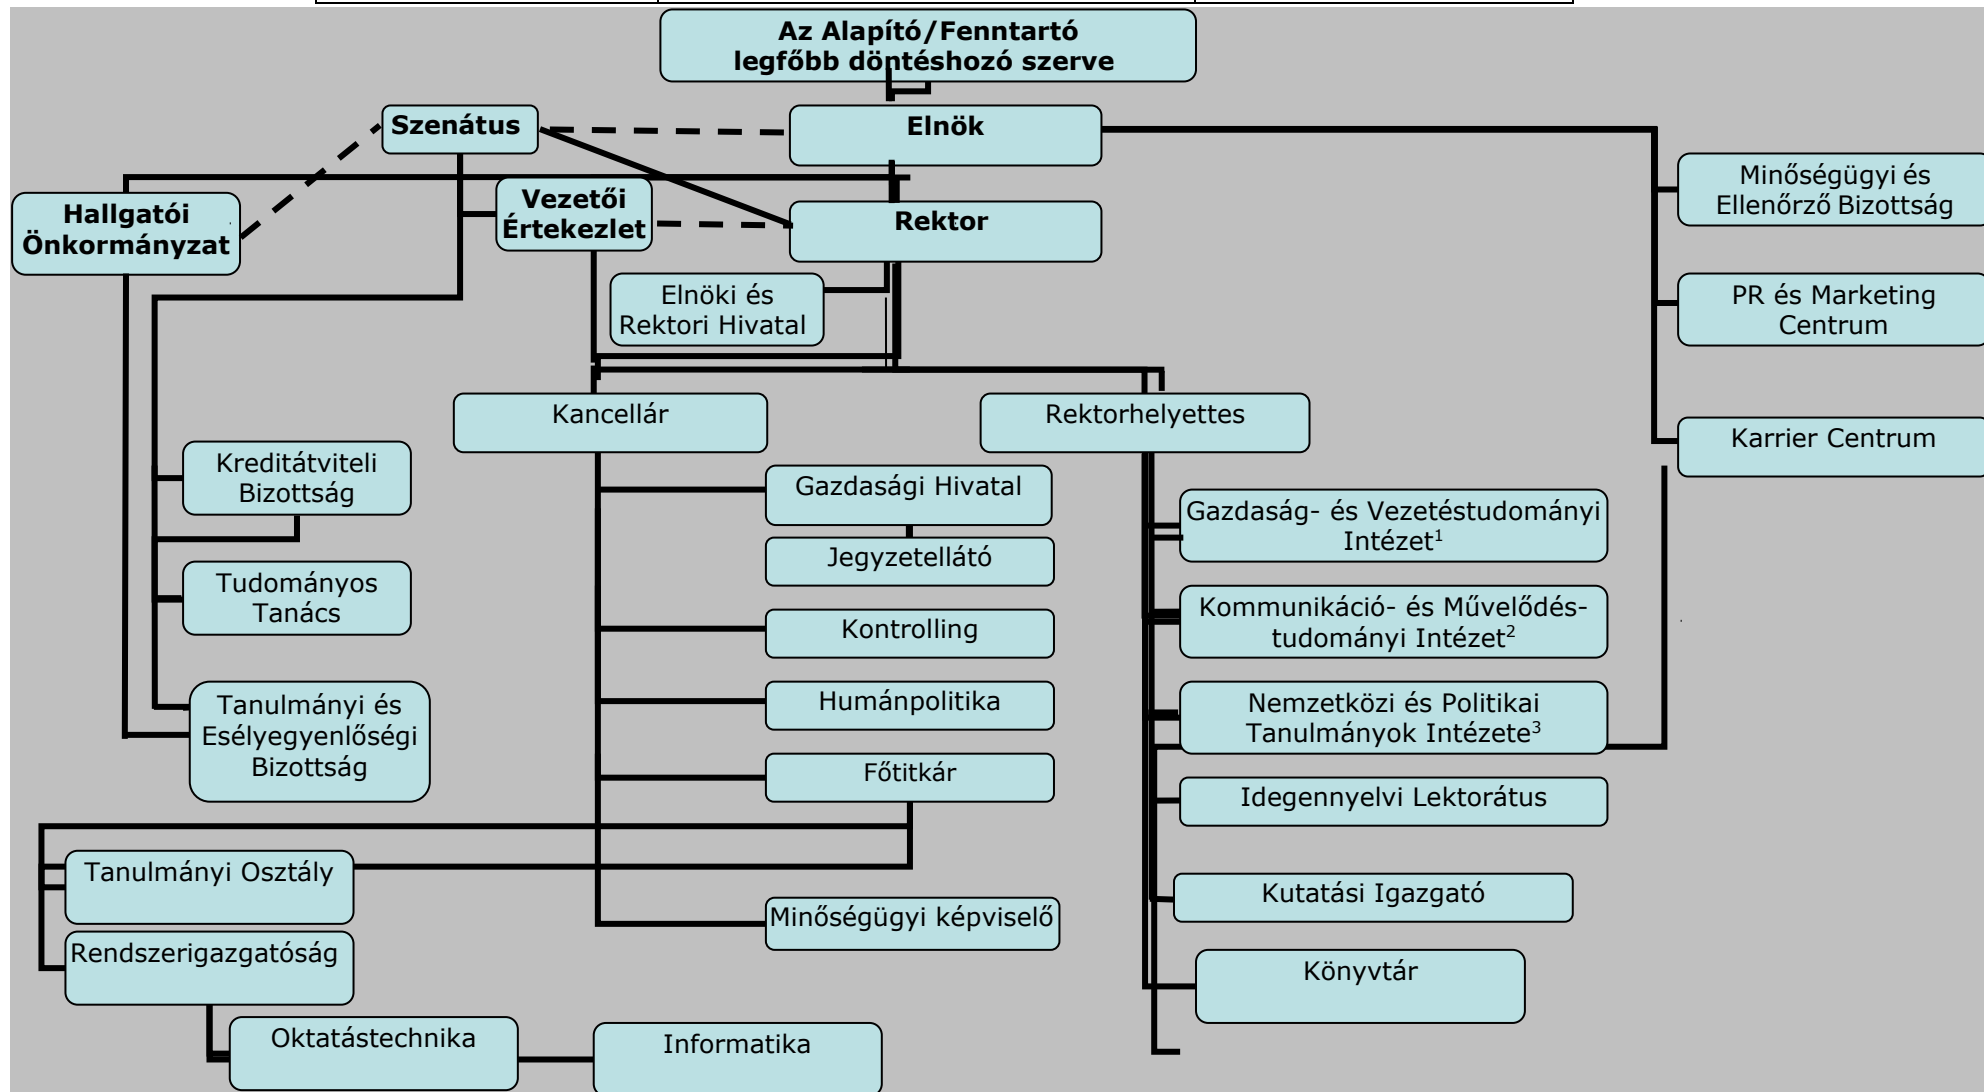 Az Alapító/Fenntartó
legfőbb döntéshozó szerve
Szenátus
Elnök
Minőségügyi és
Ellenőrző Bizottság
Hallgatói
Önkormányzat
Vezetői
Értekezlet
Rektor
Elnöki és
Rektori Hivatal
PR és Marketing
Centrum
Kancellár
Rektorhelyettes
Karrier Centrum
Kreditátviteli
Bizottság
Gazdasági Hivatal
Gazdaság- és Vezetéstudományi
Intézet¹
Jegyzetellátó
Tudományos
Tanács
Kommunikáció- és Művelődés-
tudományi Intézet²
Kontrolling
Tanulmányi és
Esélyegyenlőségi
Bizottság
Humánpolitika
Nemzetközi és Politikai
Tanulmányok Intézete³
Főtitkár
Idegennyelvi Lektorátus
Tanulmányi Osztály
Kutatási Igazgató
Minőségügyi képviselő
Rendszerigazgatóság
Könyvtár
Oktatástechnika
Informatika